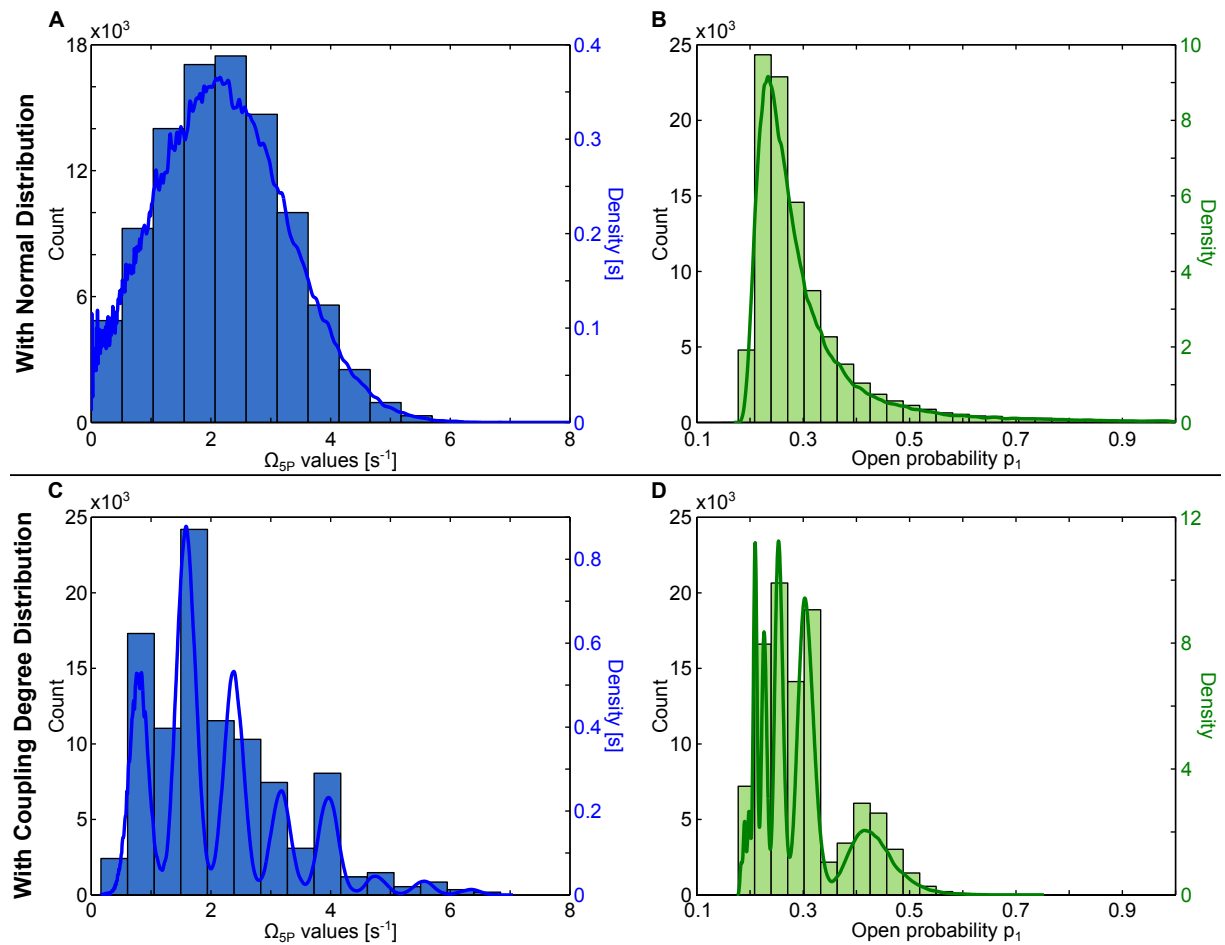 A
x10³
18
12
6
0
Count
0.4
0.3
0.2
0.1
0
Density [s]
0 2 4 6 8
Ω5P values [s⁻¹]
With Normal Distribution
B
x10³
25
20
15
10
5
0
Count
10
8
6
4
2
0
Density
0.1 0.3 0.5 0.7 0.9
Open probability p₁
C
x10³
25
20
15
10
5
0
Count
0.8
0.6
0.4
0.2
0
Density [s]
0 2 4 6 8
Ω5P values [s⁻¹]
With Coupling Degree Distribution
D
x10³
25
20
15
10
5
0
Count
12
8
4
0
Density
0.1 0.3 0.5 0.7 0.9
Open probability p₁